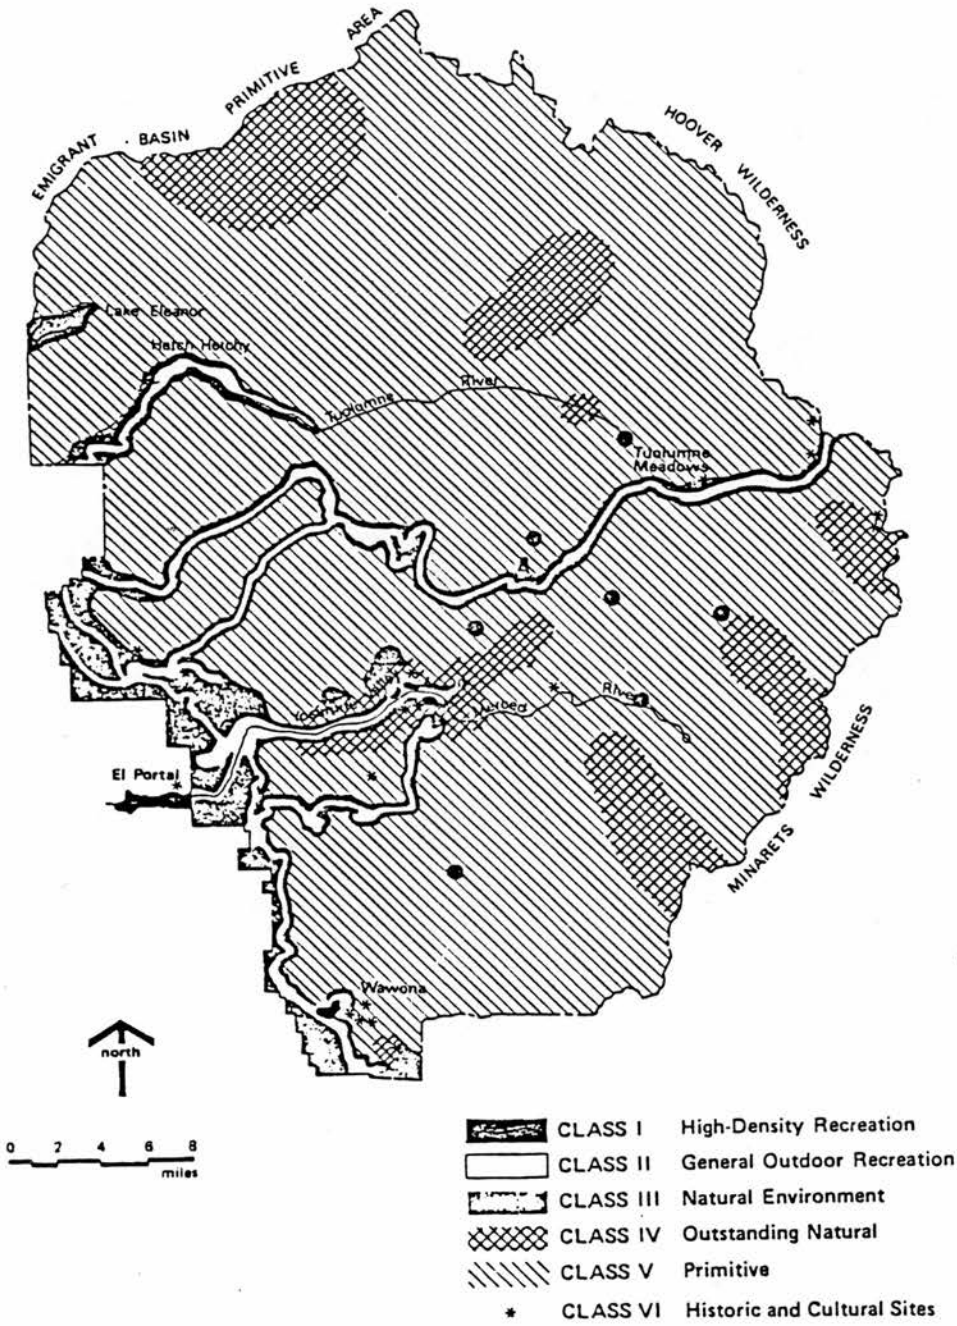 EMIGRANT BASIN PRIMITIVE AREA
HOOVER WILDERNESS
Lake Eleanor
Hetch Hetchy
Tuolumne River
Tuolumne
Meadows
Yosemite Valley
Merced River
El Portal
MINARETS WILDERNESS
Wawona
north
0 2 4 6 8
miles
CLASS I High-Density Recreation
CLASS II General Outdoor Recreation
CLASS III Natural Environment
CLASS IV Outstanding Natural
CLASS V Primitive
* CLASS VI Historic and Cultural Sites